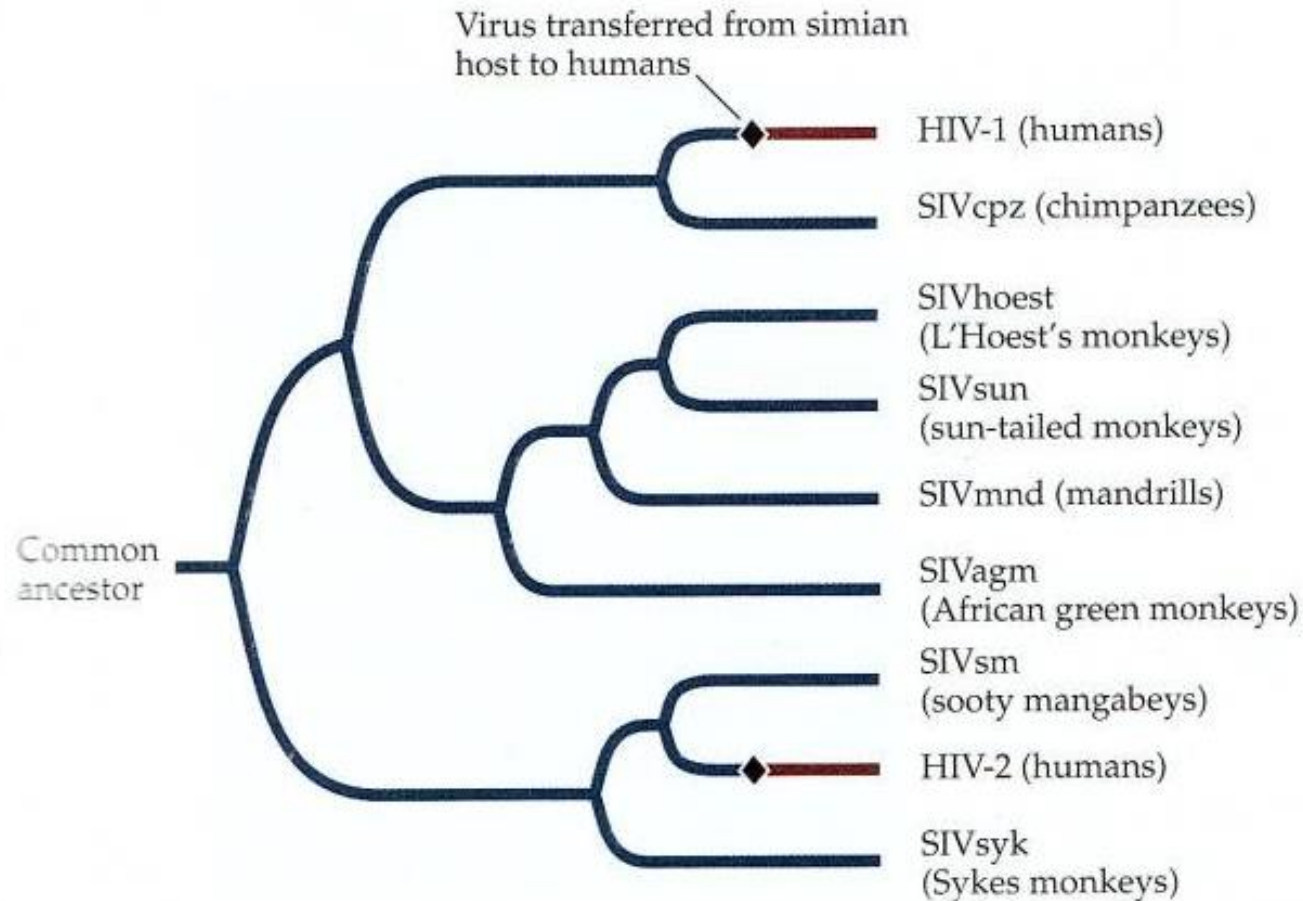 Virus transferred from simian
host to humans
HIV-1 (humans)
SIVcpz (chimpanzees)
SIVhoest
(L'Hoest's monkeys)
SIVsun
(sun-tailed monkeys)
SIVmnd (mandrills)
Common
ancestor
SIVagm
(African green monkeys)
SIVsm
(sooty mangabeys)
HIV-2 (humans)
SIVsyk
(Sykes monkeys)